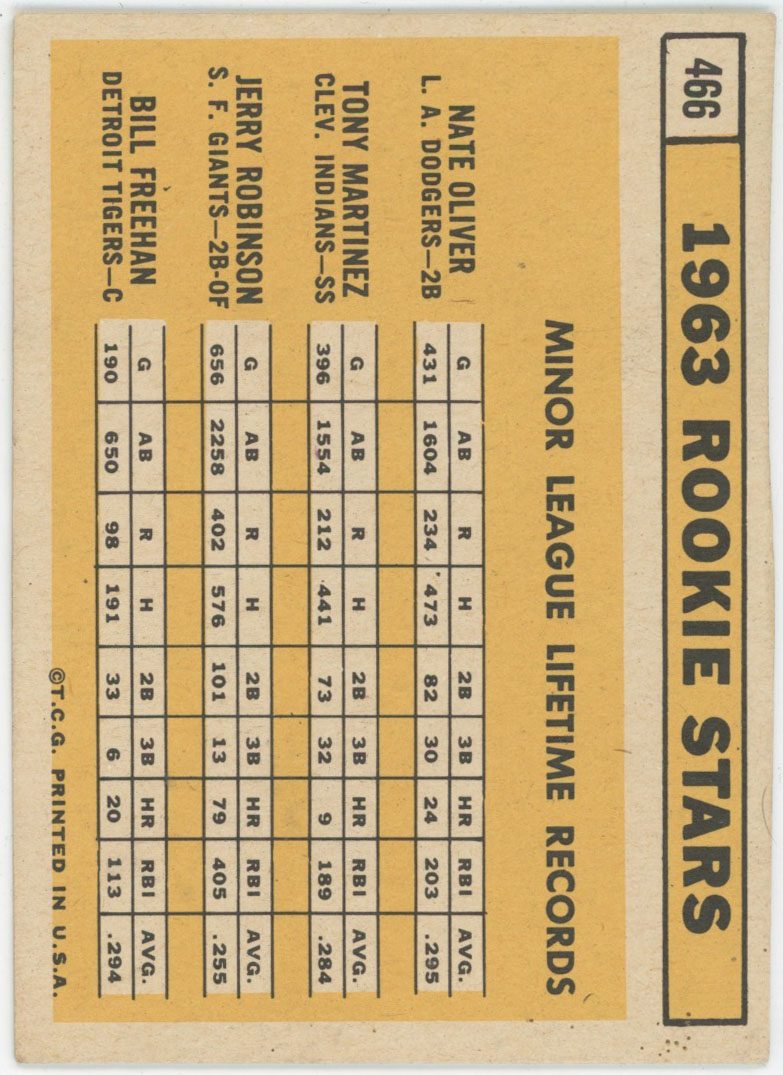 466 1963 ROOKIE STARS
MINOR LEAGUE LIFETIME RECORDS
NATE OLIVER
L. A. DODGERS—2B
G AB R H 2B 3B HR RBI AVG.
431 1604 234 473 82 30 24 203 .295
TONY MARTINEZ
CLEV. INDIANS—SS
G AB R H 2B 3B HR RBI AVG.
396 1554 212 441 73 32 9 189 .284
JERRY ROBINSON
S. F. GIANTS—2B-OF
G AB R H 2B 3B HR RBI AVG.
656 2258 402 576 101 13 79 405 .255
BILL FREEHAN
DETROIT TIGERS—C
G AB R H 2B 3B HR RBI AVG.
190 650 98 191 33 6 20 113 .294
©T.C.G. PRINTED IN U.S.A.